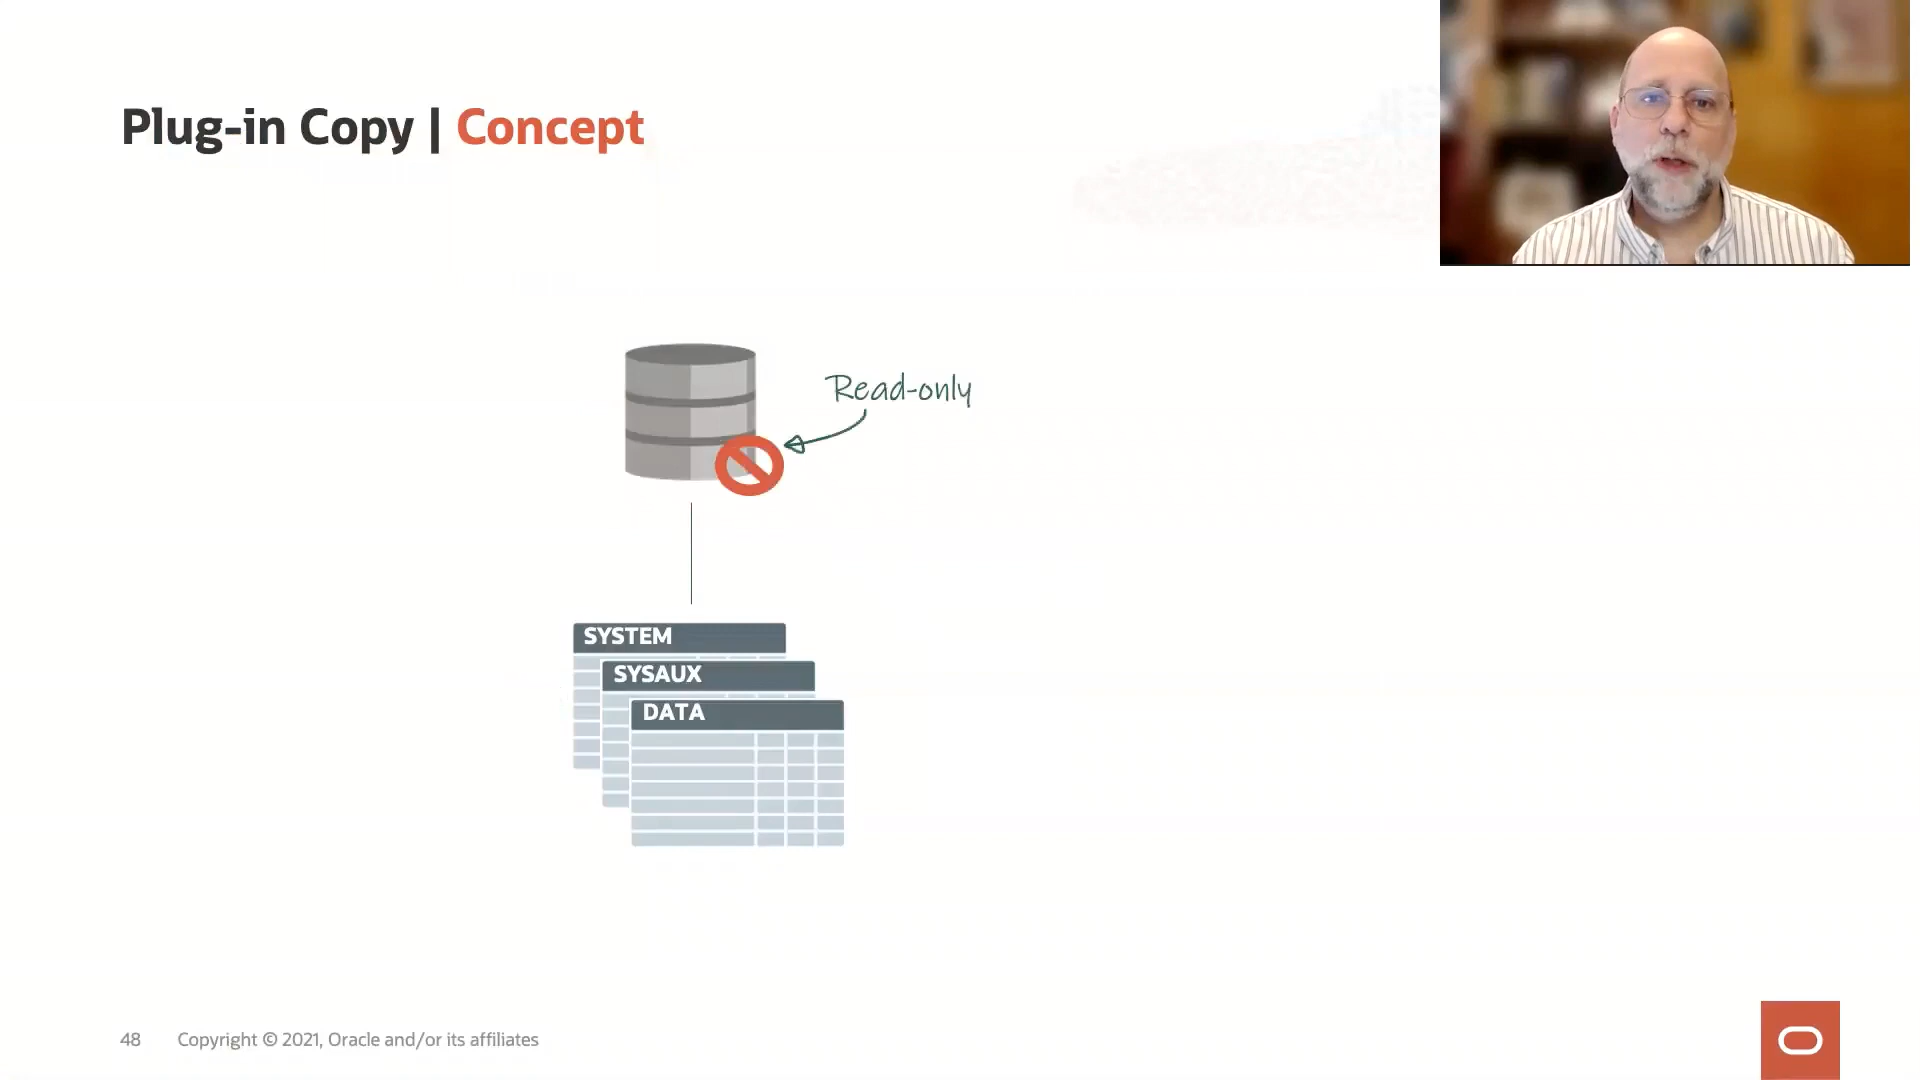 Plug-in Copy | Concept
Read-only
SYSTEM
SYSAUX
DATA
48 Copyright © 2021, Oracle and/or its affiliates